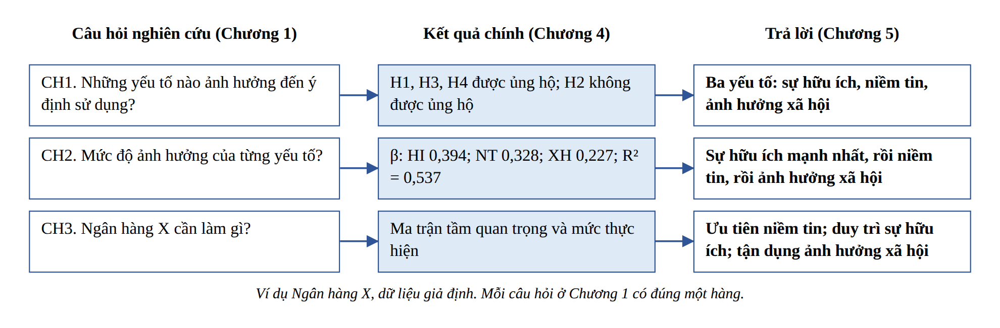 Câu hỏi nghiên cứu (Chương 1)
Kết quả chính (Chương 4)
Trả lời (Chương 5)
CH1. Những yếu tố nào ảnh hưởng đến ý
định sử dụng?
H1, H3, H4 được ủng hộ; H2 không
được ủng hộ
Ba yếu tố: sự hữu ích, niềm tin,
ảnh hưởng xã hội
CH2. Mức độ ảnh hưởng của từng yếu tố?
β: HI 0,394; NT 0,328; XH 0,227; R²
= 0,537
Sự hữu ích mạnh nhất, rồi niềm
tin, rồi ảnh hưởng xã hội
CH3. Ngân hàng X cần làm gì?
Ma trận tầm quan trọng và mức thực
hiện
Ưu tiên niềm tin; duy trì sự hữu
ích; tận dụng ảnh hưởng xã hội
Ví dụ Ngân hàng X, dữ liệu giả định. Mỗi câu hỏi ở Chương 1 có đúng một hàng.